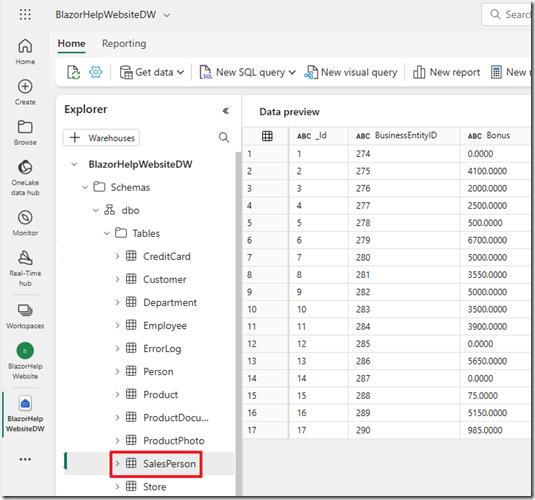 BlazorHelpWebsiteDW
Searc
Home
Reporting
Get data
New SQL query
New visual query
New report
New
Home
Create
Browse
OneLake
data hub
Monitor
Real-Time
hub
Workspaces
BlazorHelp
Website
BlazorHelp
WebsiteDW
Explorer
+ Warehouses
BlazorHelpWebsiteDW
Schemas
dbo
Tables
CreditCard
Customer
Department
Employee
ErrorLog
Person
Product
ProductDocu...
ProductPhoto
SalesPerson
Store
Data preview
ABC _Id ABC BusinessEntityID ABC Bonus
1 1 274 0.0000
2 2 275 4100.0000
3 3 276 2000.0000
4 4 277 2500.0000
5 5 278 500.0000
6 6 279 6700.0000
7 7 280 5000.0000
8 8 281 3550.0000
9 9 282 5000.0000
10 10 283 3500.0000
11 11 284 3900.0000
12 12 285 0.0000
13 13 286 5650.0000
14 14 287 0.0000
15 15 288 75.0000
16 16 289 5150.0000
17 17 290 985.0000